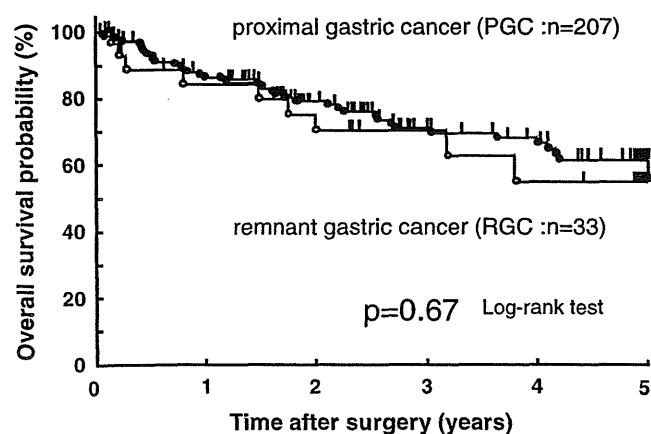 Overall survival probability (%)
100
80
60
40
20
0
proximal gastric cancer (PGC :n=207)
remnant gastric cancer (RGC :n=33)
p=0.67 Log-rank test
0 1 2 3 4 5
Time after surgery (years)